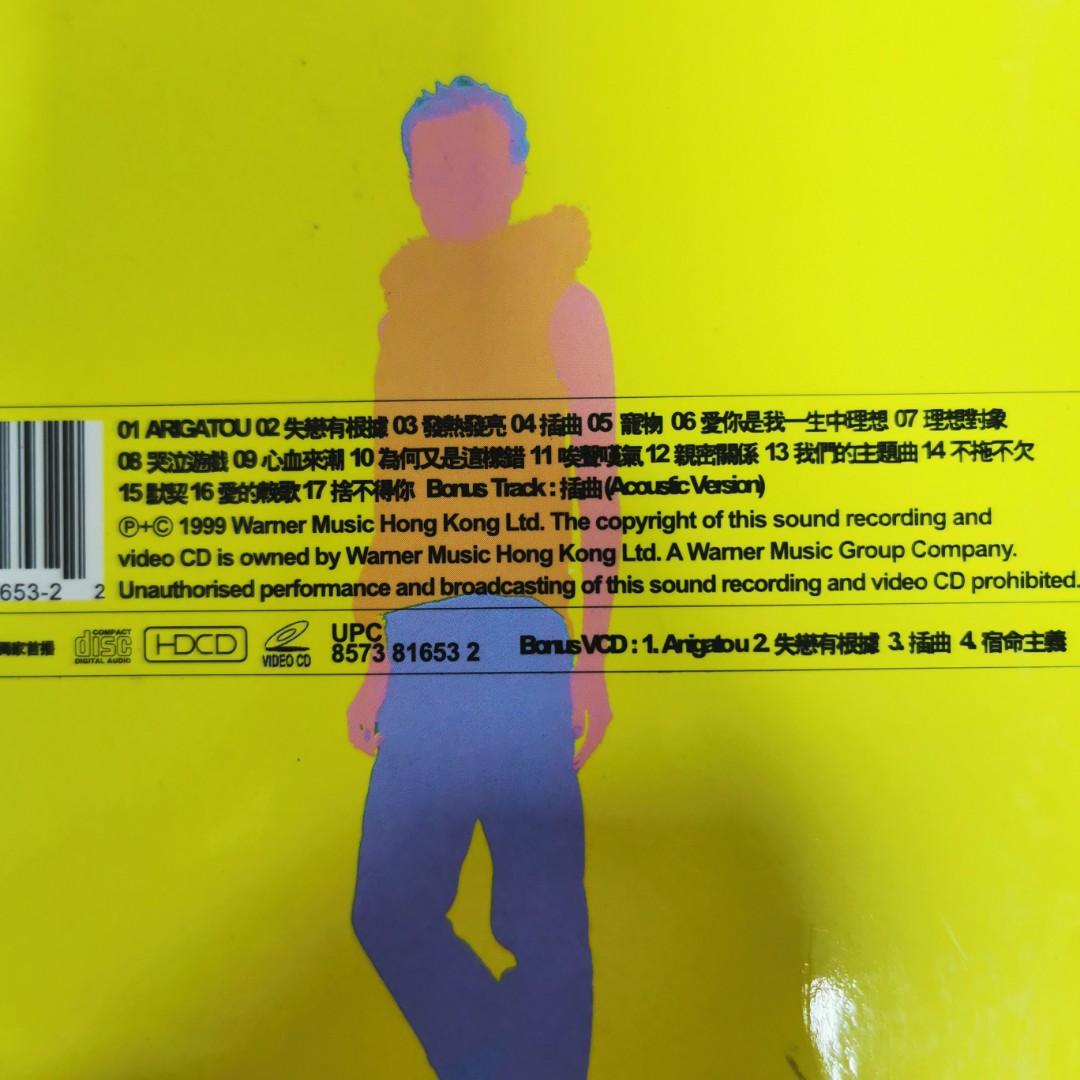 01 ARIGATOU 02 失戀有根據 03 發熱發亮 04 插曲 05 寵物 06 愛你是我一生中理想 07 理想對象
08 哭泣遊戲 09 心血來潮 10 為何又是這樣錯 11 唉聲嘆氣 12 親密關係 13 我們的主題曲 14 不拖不欠
15 默契 16 愛的輓歌 17 捨不得你 Bonus Track : 插曲 (Acoustic Version)
Ⓟ+© 1999 Warner Music Hong Kong Ltd. The copyright of this sound recording and
video CD is owned by Warner Music Hong Kong Ltd. A Warner Music Group Company.
653-2 2
Unauthorised performance and broadcasting of this sound recording and video CD prohibited.
獨家首播
COMPACT
disc
DIGITAL AUDIO
HDCD
VIDEO CD
UPC
8573 81653 2
Bonus VCD : 1. Arigatou 2. 失戀有根據 3. 插曲 4. 宿命主義